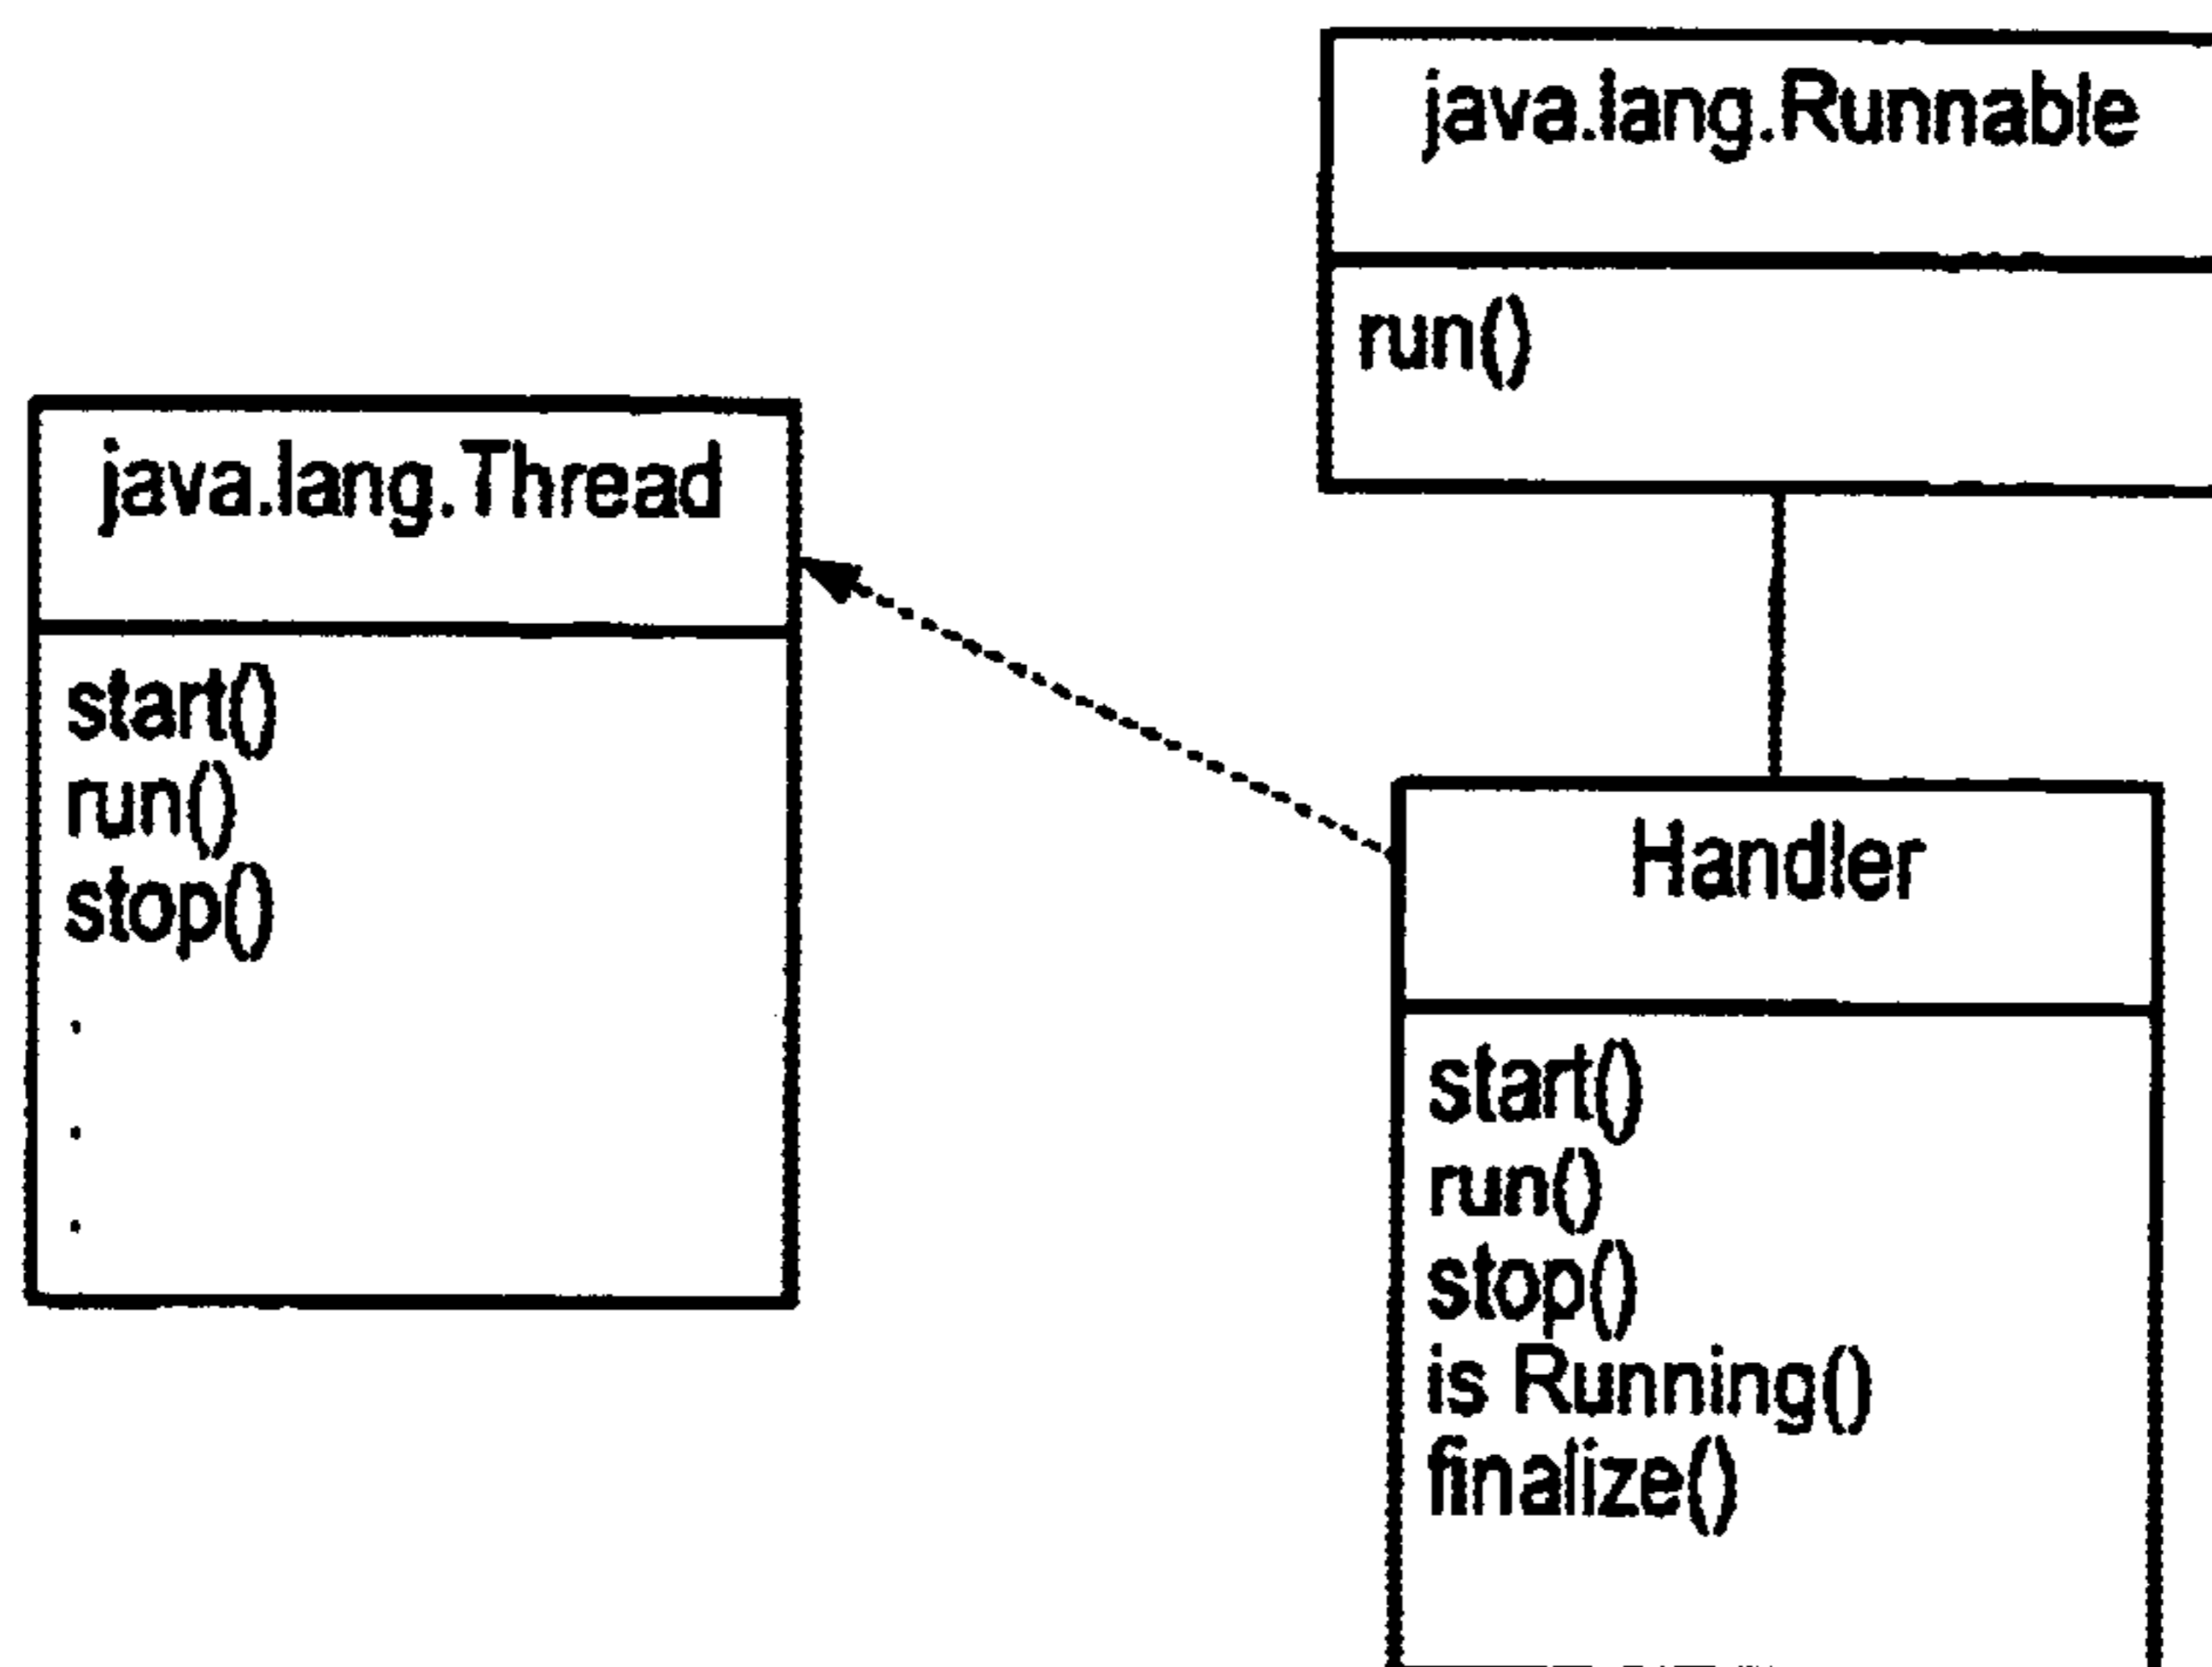 java.lang.Runnable
run()
java.lang.Thread
start()
run()
stop()
.
.
.
Handler
start()
run()
stop()
is Running()
finalize()